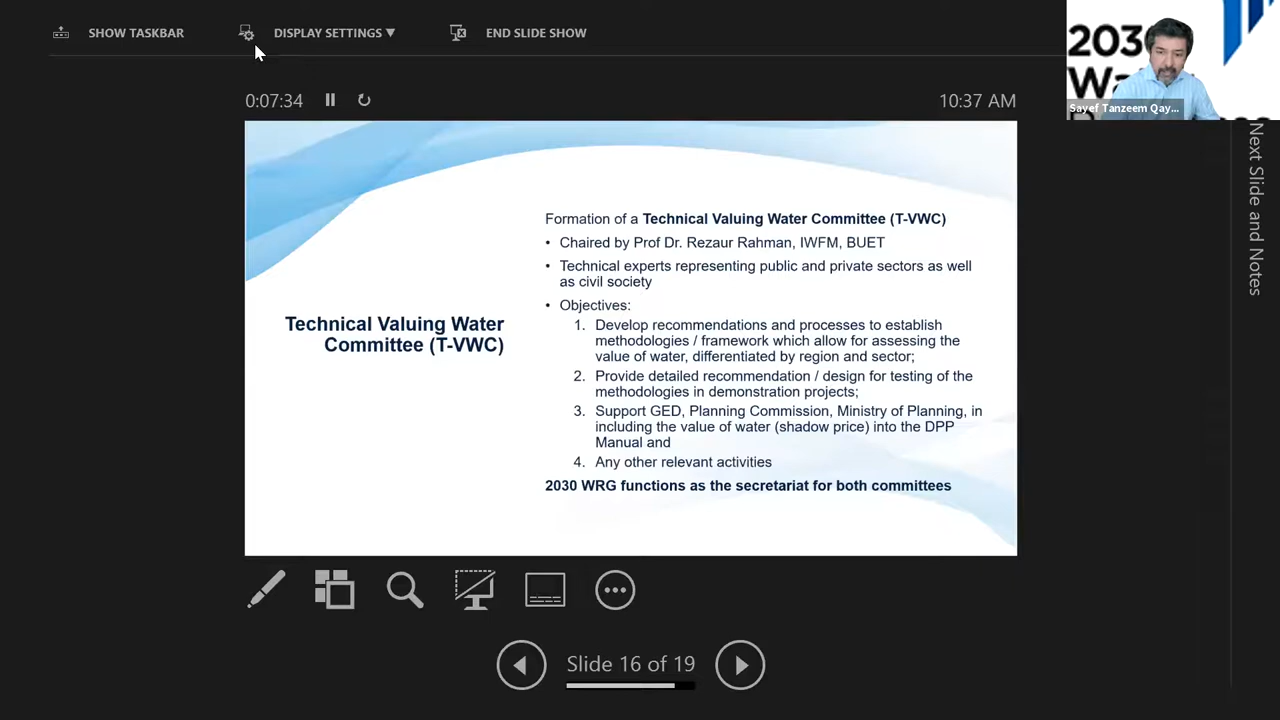 SHOW TASKBAR
DISPLAY SETTINGS ▼
END SLIDE SHOW
0:07:34
10:37 AM
2030
Wa
Sayef Tanzeem Qay...
Next Slide and Notes
Technical Valuing Water
Committee (T-VWC)
Formation of a Technical Valuing Water Committee (T-VWC)
• Chaired by Prof Dr. Rezaur Rahman, IWFM, BUET
• Technical experts representing public and private sectors as well
as civil society
• Objectives:
1. Develop recommendations and processes to establish
methodologies / framework which allow for assessing the
value of water, differentiated by region and sector;
2. Provide detailed recommendation / design for testing of the
methodologies in demonstration projects;
3. Support GED, Planning Commission, Ministry of Planning, in
including the value of water (shadow price) into the DPP
Manual and
4. Any other relevant activities
2030 WRG functions as the secretariat for both committees
Slide 16 of 19